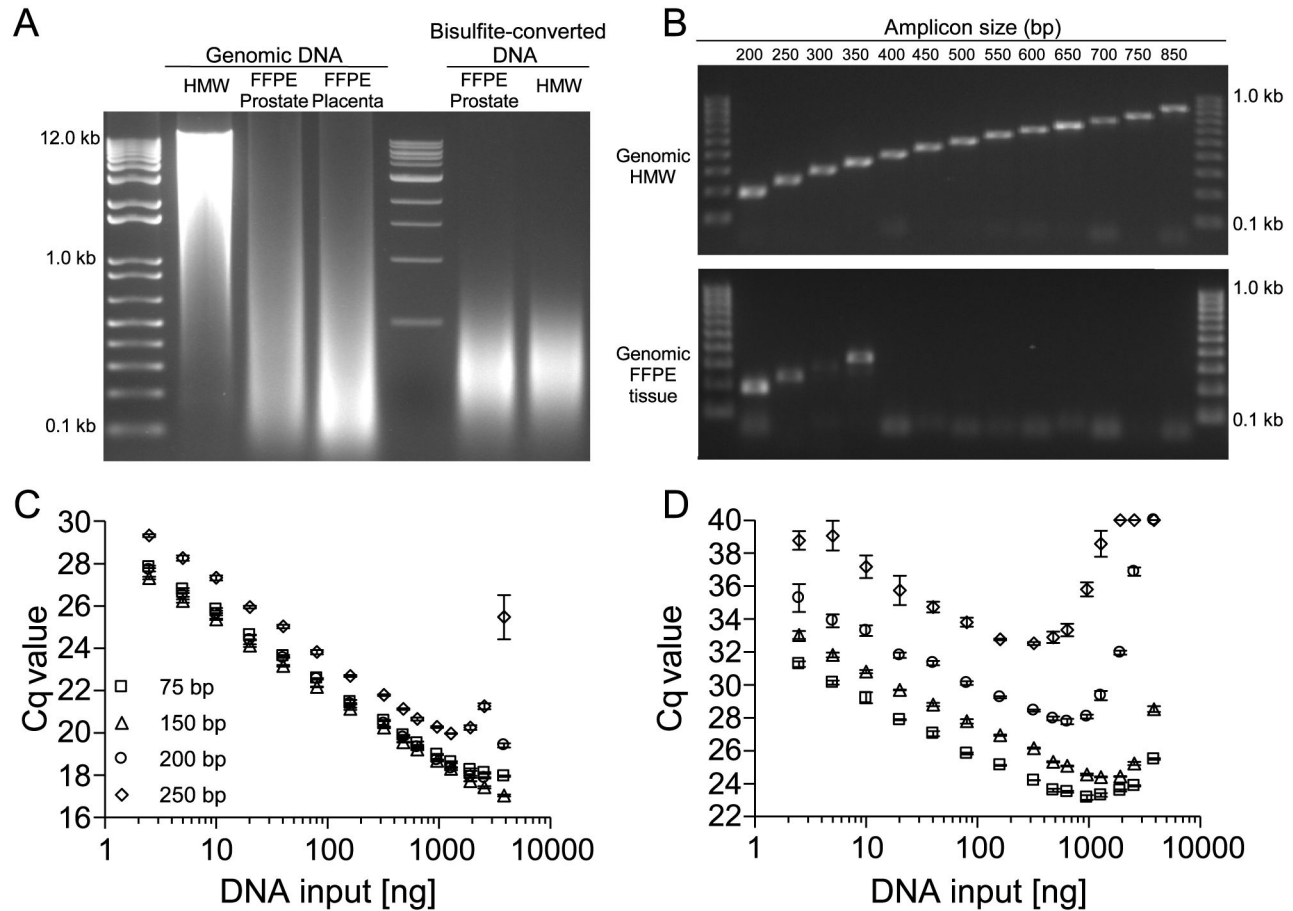 A
Genomic DNA
Bisulfite-converted
DNA
HMW
FFPE
Prostate
FFPE
Placenta
FFPE
Prostate
HMW
12.0 kb
1.0 kb
0.1 kb
B
Amplicon size (bp)
200 250 300 350 400 450 500 550 600 650 700 750 850
Genomic
HMW
1.0 kb
0.1 kb
Genomic
FFPE
tissue
1.0 kb
0.1 kb
C
Cq value
30
28
26
24
22
20
18
16
75 bp
150 bp
200 bp
250 bp
1 10 100 1000 10000
DNA input [ng]
D
Cq value
40
38
36
34
32
30
28
26
24
22
1 10 100 1000 10000
DNA input [ng]